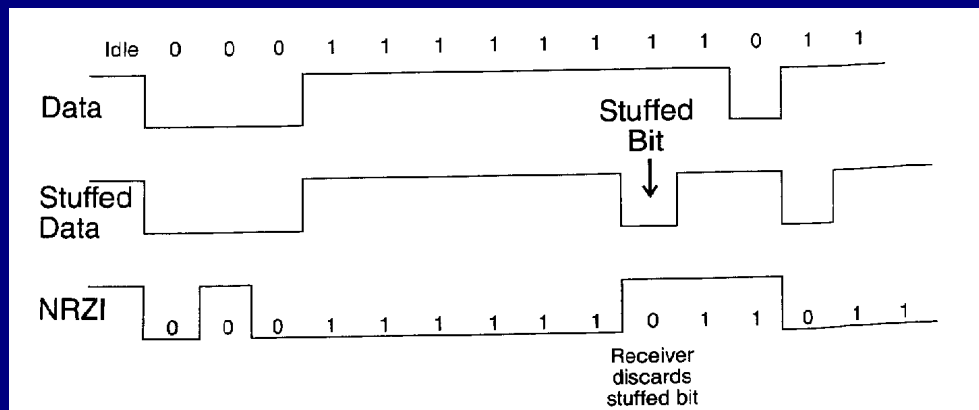 Idle 0 0 0 1 1 1 1 1 1 1 1 0 1 1
Data
Stuffed
Bit
Stuffed
Data
NRZI
0 0 0 1 1 1 1 1 1 0 1 1 0 1 1
Receiver
discards
stuffed bit